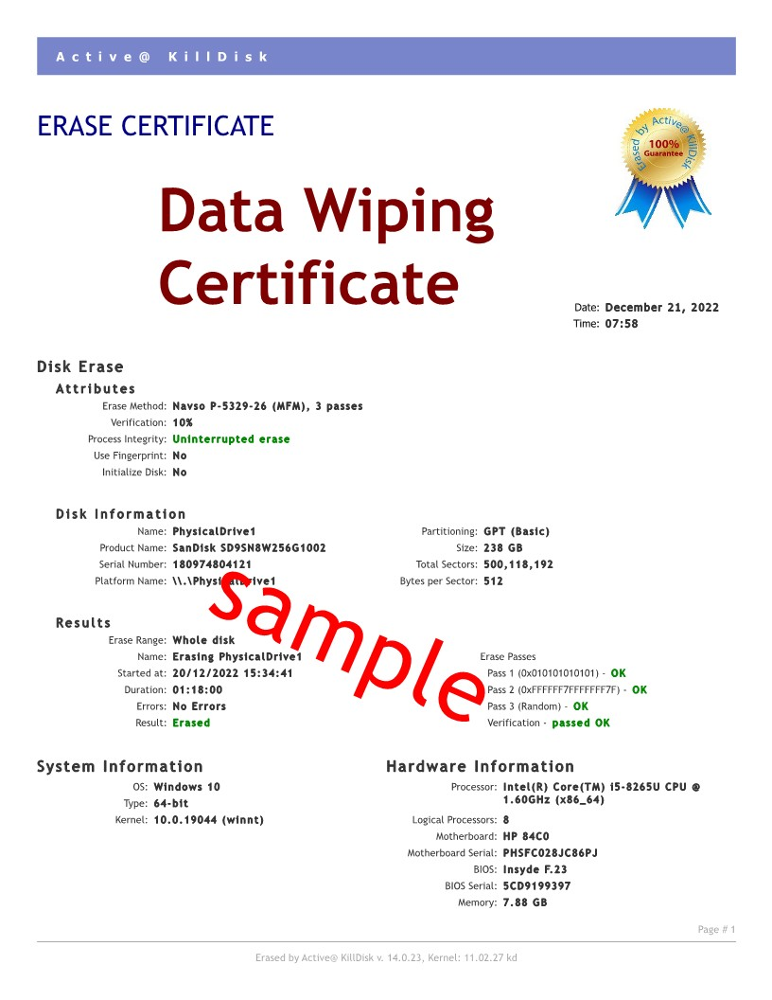 Active@ KillDisk
ERASE CERTIFICATE
Erased by Active@ KillDisk
100%
Guarantee
Data Wiping
Certificate
Date: December 21, 2022
Time: 07:58
Disk Erase
Attributes
Erase Method: Navso P-5329-26 (MFM), 3 passes
Verification: 10%
Process Integrity: Uninterrupted erase
Use Fingerprint: No
Initialize Disk: No
Disk Information
Name: PhysicalDrive1
Product Name: SanDisk SD9SN8W256G1002
Serial Number: 180974804121
Platform Name: \\.\PhysicalDrive1
Partitioning: GPT (Basic)
Size: 238 GB
Total Sectors: 500,118,192
Bytes per Sector: 512
sample
Results
Erase Range: Whole disk
Name: Erasing PhysicalDrive1
Started at: 20/12/2022 15:34:41
Duration: 01:18:00
Errors: No Errors
Result: Erased
Erase Passes
Pass 1 (0x010101010101) - OK
Pass 2 (0xFFFFFF7FFFFFFF7F) - OK
Pass 3 (Random) - OK
Verification - passed OK
System Information
OS: Windows 10
Type: 64-bit
Kernel: 10.0.19044 (winnt)
Hardware Information
Processor: Intel(R) Core(TM) i5-8265U CPU @
1.60GHz (x86_64)
Logical Processors: 8
Motherboard: HP 84C0
Motherboard Serial: PHSFC028JC86PJ
BIOS: Insyde F.23
BIOS Serial: 5CD9199397
Memory: 7.88 GB
Page # 1
Erased by Active@ KillDisk v. 14.0.23, Kernel: 11.02.27 kd